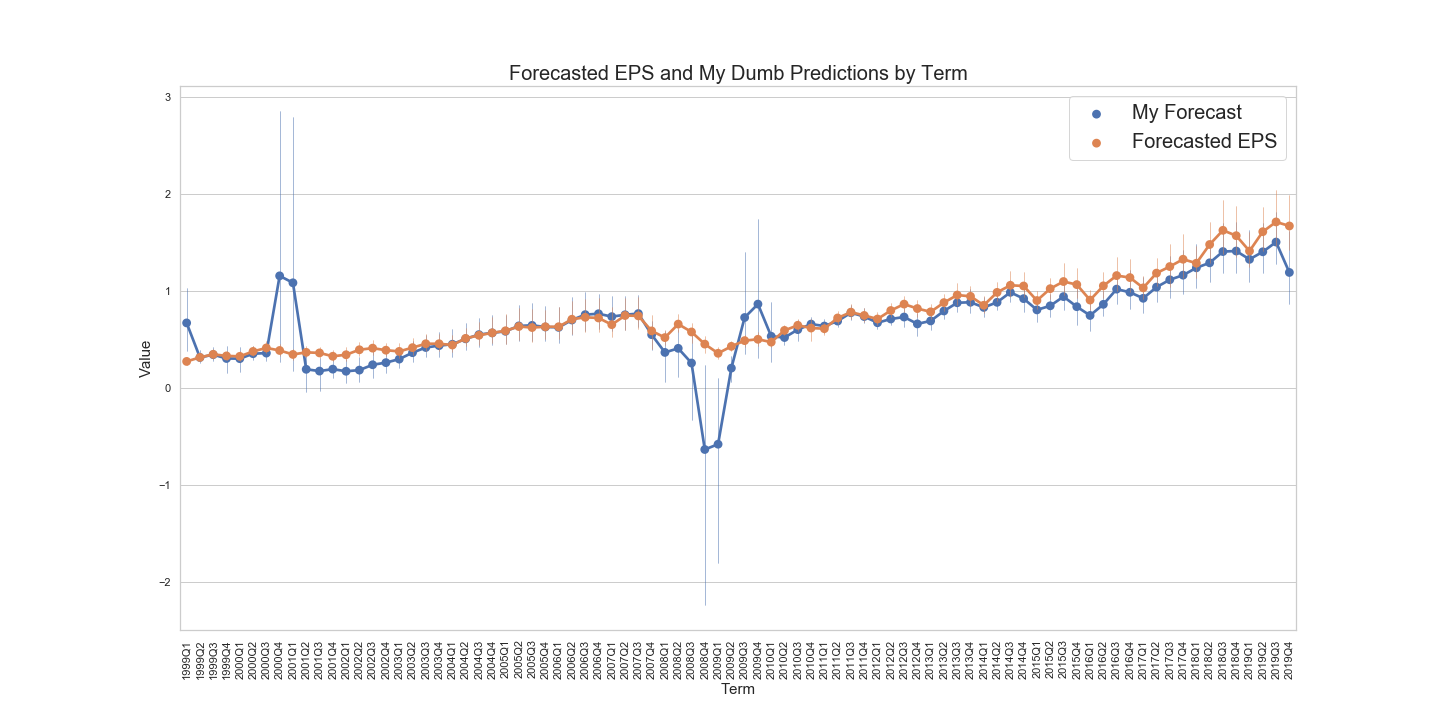 Forecasted EPS and My Dumb Predictions by Term
My Forecast
Forecasted EPS
Value
3
2
1
0
−1
−2
1999Q1
1999Q2
1999Q3
1999Q4
2000Q1
2000Q2
2000Q3
2000Q4
2001Q1
2001Q2
2001Q3
2001Q4
2002Q1
2002Q2
2002Q3
2002Q4
2003Q1
2003Q2
2003Q3
2003Q4
2004Q1
2004Q2
2004Q3
2004Q4
2005Q1
2005Q2
2005Q3
2005Q4
2006Q1
2006Q2
2006Q3
2006Q4
2007Q1
2007Q2
2007Q3
2007Q4
2008Q1
2008Q2
2008Q3
2008Q4
2009Q1
2009Q2
2009Q3
2009Q4
2010Q1
2010Q2
2010Q3
2010Q4
2011Q1
2011Q2
2011Q3
2011Q4
2012Q1
2012Q2
2012Q3
2012Q4
2013Q1
2013Q2
2013Q3
2013Q4
2014Q1
2014Q2
2014Q3
2014Q4
2015Q1
2015Q2
2015Q3
2015Q4
2016Q1
2016Q2
2016Q3
2016Q4
2017Q1
2017Q2
2017Q3
2017Q4
2018Q1
2018Q2
2018Q3
2018Q4
2019Q1
2019Q2
2019Q3
2019Q4
Term